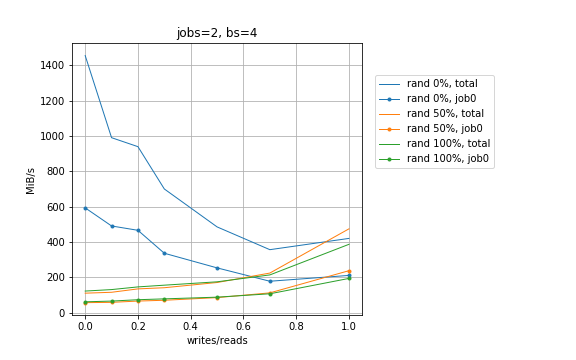 jobs=2, bs=4
1400
1200
1000
800
600
400
200
0
MiB/s
0.0 0.2 0.4 0.6 0.8 1.0
writes/reads
rand 0%, total
rand 0%, job0
rand 50%, total
rand 50%, job0
rand 100%, total
rand 100%, job0